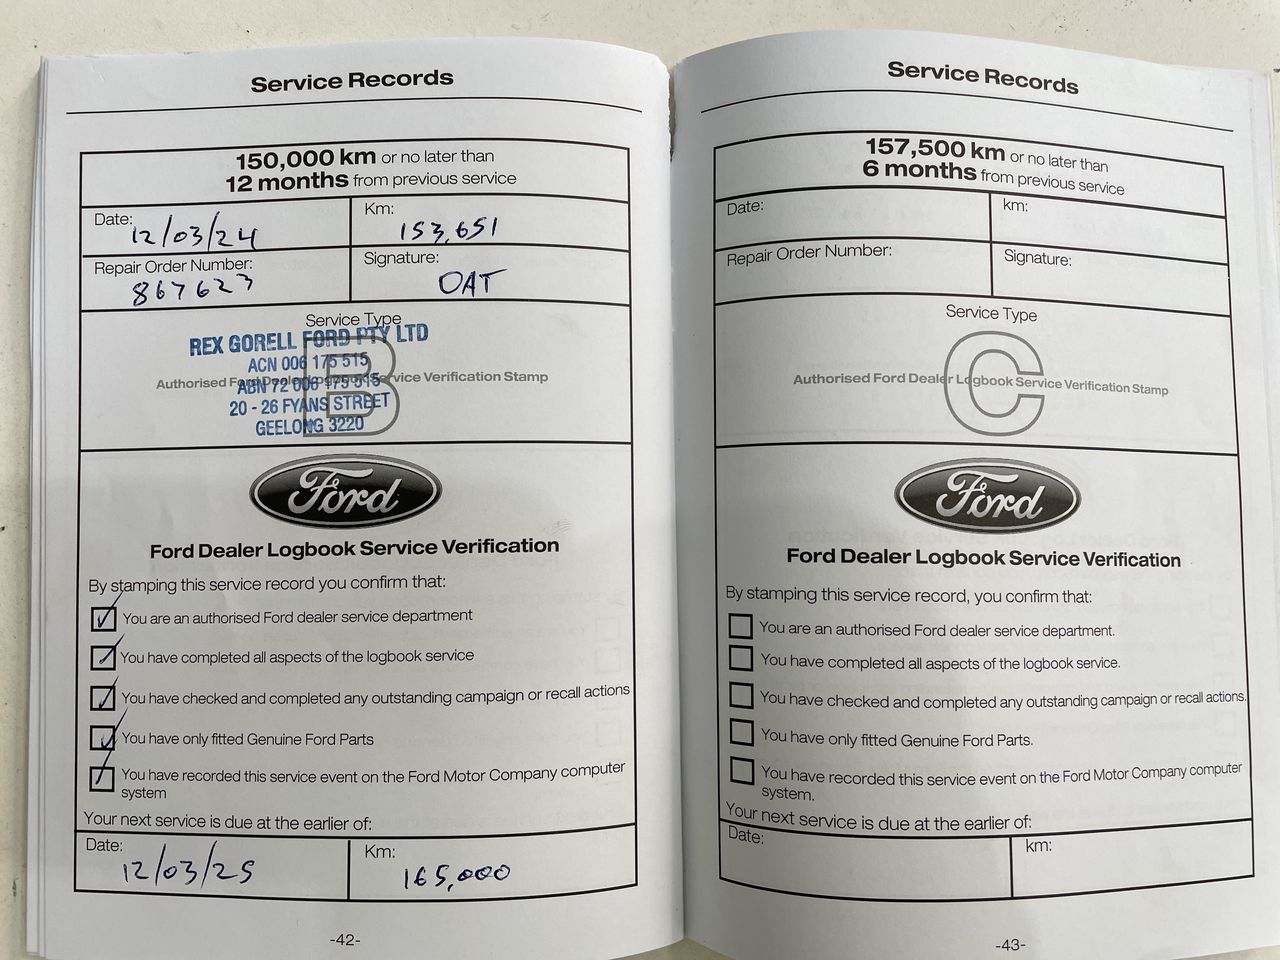 Service Records
150,000 km or no later than
12 months from previous service
Date: 12/03/24
Km: 153,651
Repair Order Number: 867623
Signature: OAT
Service Type
B
Authorised Ford Dealer Logbook Service Verification Stamp
REX GORELL FORD PTY LTD
ACN 006 175 515
ABN 72 006 175 515
20 - 26 FYANS STREET
GEELONG 3220
Ford
Ford Dealer Logbook Service Verification
By stamping this service record you confirm that:
You are an authorised Ford dealer service department
You have completed all aspects of the logbook service
You have checked and completed any outstanding campaign or recall actions
You have only fitted Genuine Ford Parts
You have recorded this service event on the Ford Motor Company computer
system
Your next service is due at the earlier of:
Date: 12/03/25
Km: 165,000
-42-
Service Records
157,500 km or no later than
6 months from previous service
Date:
km:
Repair Order Number:
Signature:
Service Type
C
Authorised Ford Dealer Logbook Service Verification Stamp
Ford
Ford Dealer Logbook Service Verification
By stamping this service record, you confirm that:
You are an authorised Ford dealer service department.
You have completed all aspects of the logbook service.
You have checked and completed any outstanding campaign or recall actions.
You have only fitted Genuine Ford Parts.
You have recorded this service event on the Ford Motor Company computer
system.
Your next service is due at the earlier of:
Date:
km:
-43-